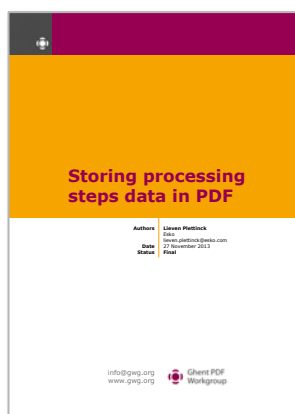 Storing processing
steps data in PDF
Authors Lieven Plettinck
Esko
lieven.plettinck@esko.com
Date 27 November 2013
Status Final
info@gwg.org
www.gwg.org
Ghent PDF
Workgroup